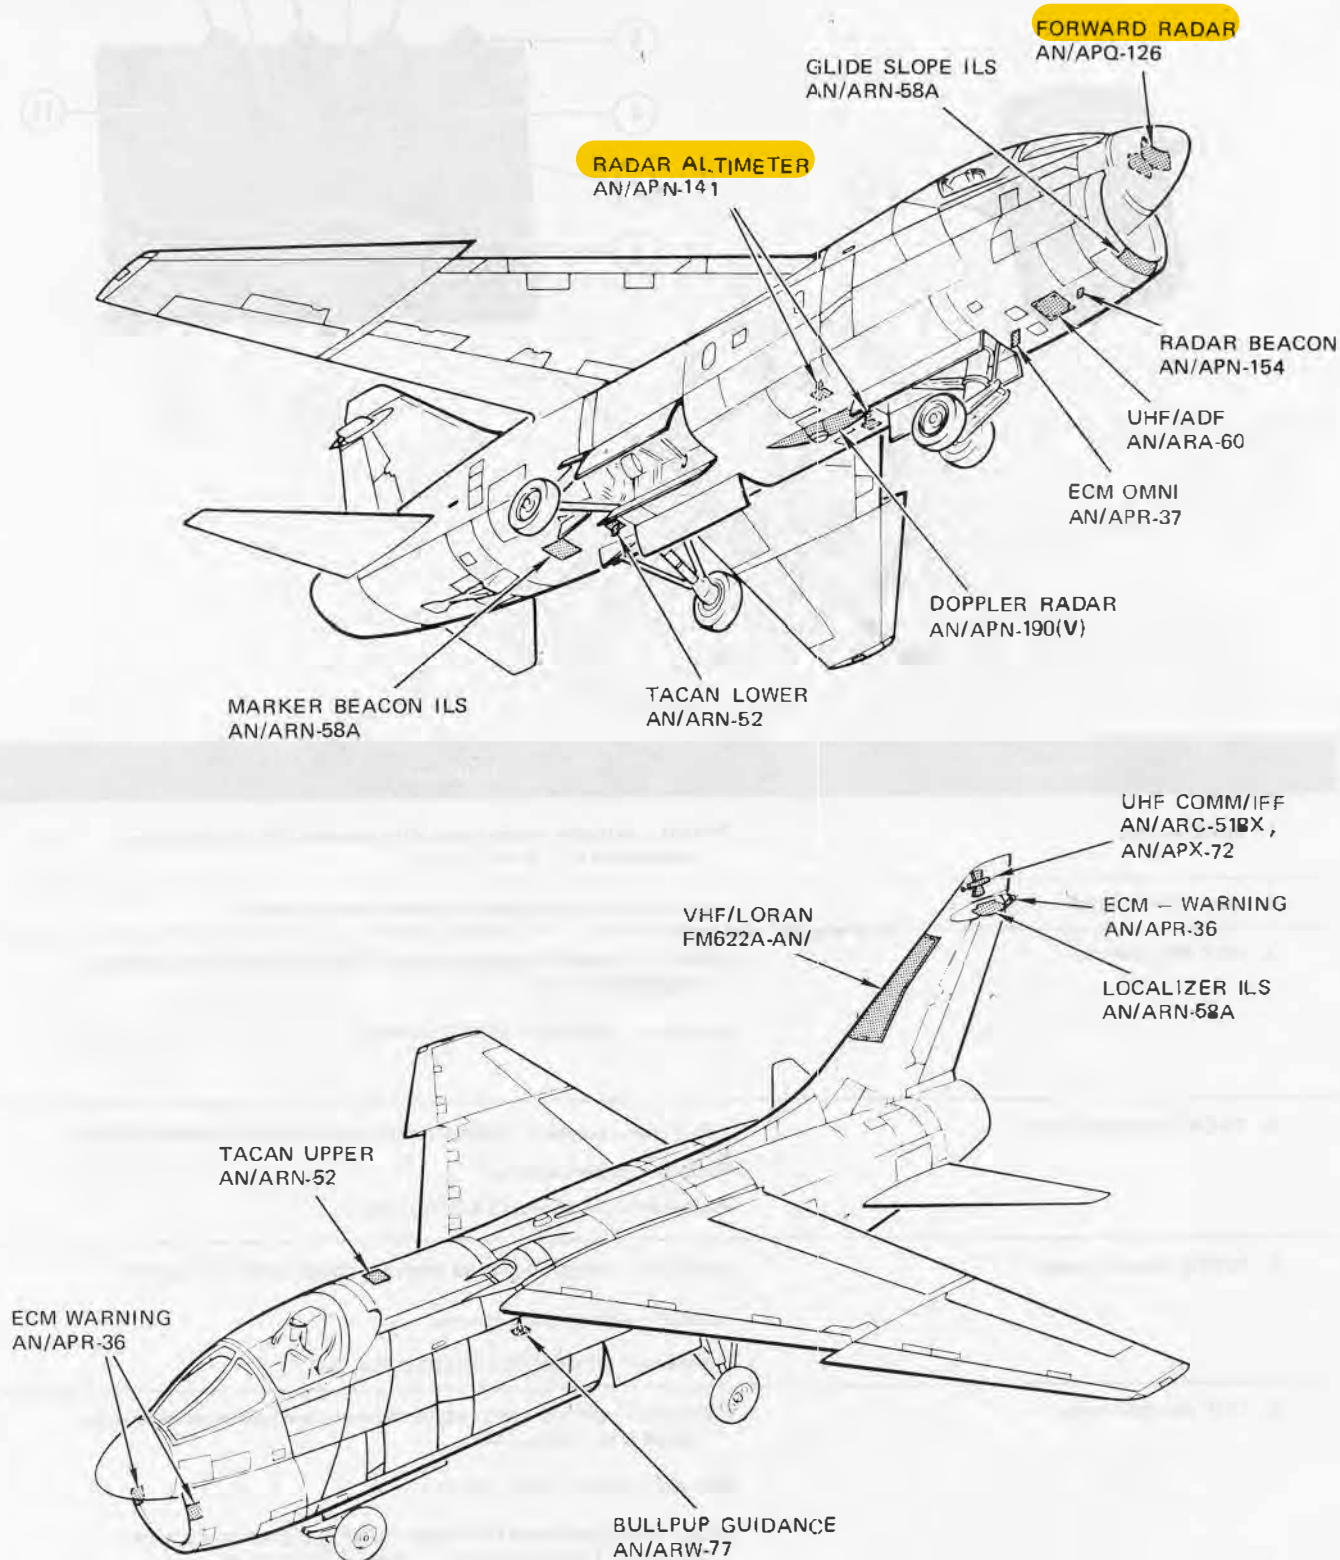 FORWARD RADAR
AN/APQ-126
GLIDE SLOPE ILS
AN/ARN-58A
RADAR ALTIMETER
AN/APN-141
RADAR BEACON
AN/APN-154
UHF/ADF
AN/ARA-60
ECM OMNI
AN/APR-37
DOPPLER RADAR
AN/APN-190(V)
TACAN LOWER
AN/ARN-52
MARKER BEACON ILS
AN/ARN-58A
UHF COMM/IFF
AN/ARC-51BX,
AN/APX-72
VHF/LORAN
FM622A-AN/
ECM – WARNING
AN/APR-36
LOCALIZER ILS
AN/ARN-58A
TACAN UPPER
AN/ARN-52
ECM WARNING
AN/APR-36
BULLPUP GUIDANCE
AN/ARW-77